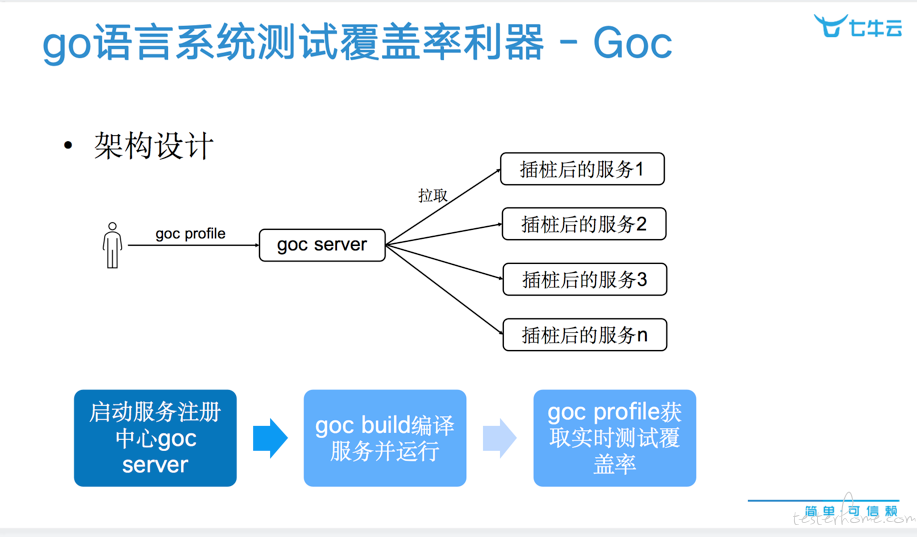 go语言系统测试覆盖率利器 - Goc
七牛云
• 架构设计
拉取
goc profile
goc server
插桩后的服务1
插桩后的服务2
插桩后的服务3
插桩后的服务n
启动服务注册
中心goc
server
goc build编译
服务并运行
goc profile获
取实时测试覆
盖率
简单·可信赖
testerhome.com